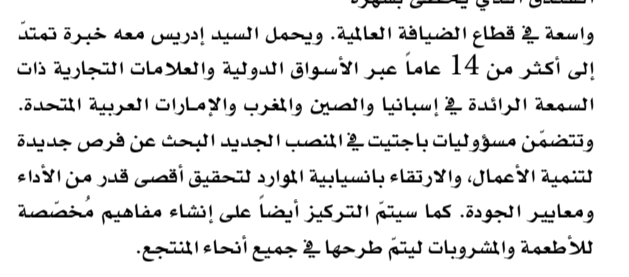 واسعة في قطاع الضيافة العالمية. ويحمل السيد إدريس معه خبرة تمتدّ
إلى أكثر من 14 عاماً عبر الأسواق الدولية والعلامات التجارية ذات
السمعة الرائدة في إسبانيا والصين والمغرب والإمارات العربية المتحدة.
وتتضمّن مسؤوليات باجتيت في المنصب الجديد البحث عن فرص جديدة
لتنمية الأعمال، والارتقاء بانسيابية الموارد لتحقيق أقصى قدر من الأداء
ومعايير الجودة. كما سيتمّ التركيز أيضاً على إنشاء مفاهيم مُخصّصة
للأطعمة والمشروبات ليتمّ طرحها في جميع أنحاء المنتجع.